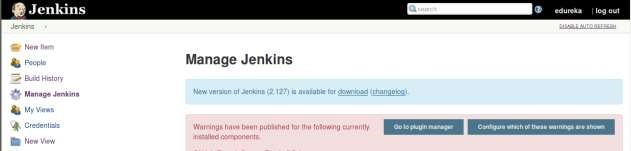 Jenkins
search
edureka | log out
Jenkins
DISABLE AUTO REFRESH
New Item
People
Build History
Manage Jenkins
My Views
Credentials
New View
Manage Jenkins
New version of Jenkins (2.127) is available for download (changelog).
Warnings have been published for the following currently
installed components.
Go to plugin manager
Configure which of these warnings are shown